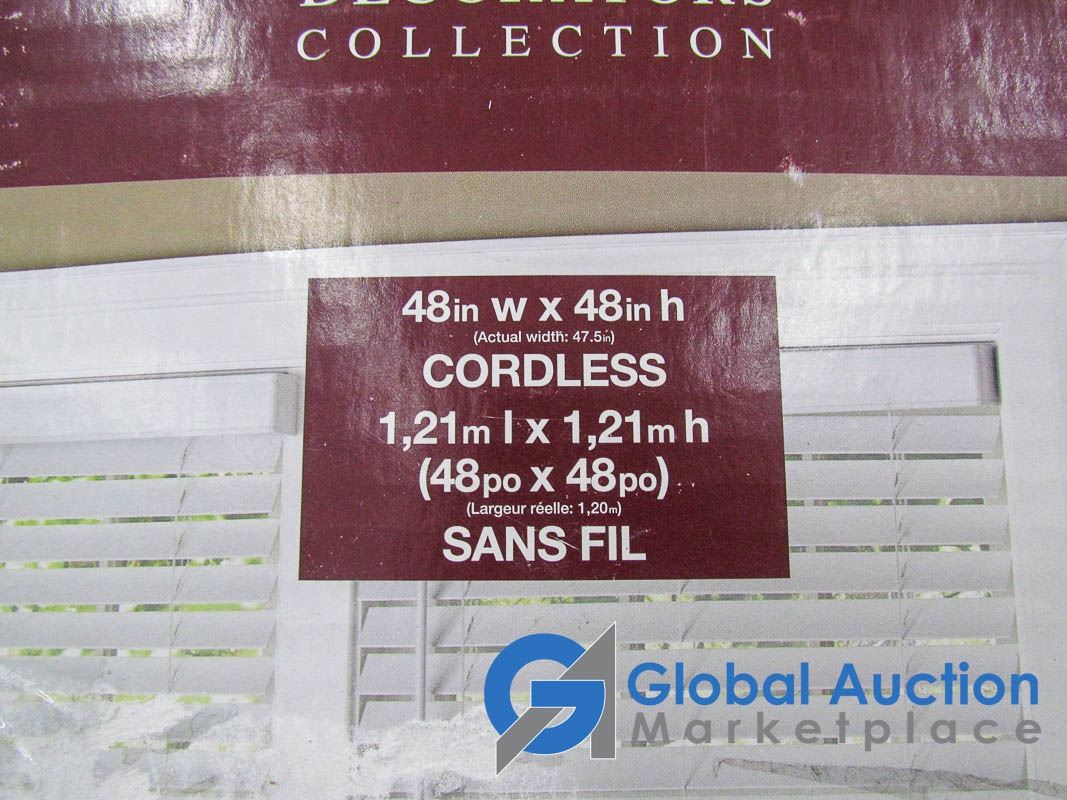 DECORATORS
COLLECTION
48in w x 48in h
(Actual width: 47.5in)
CORDLESS
1,21m l x 1,21m h
(48po x 48po)
(Largeur réelle: 1,20m)
SANS FIL
Global Auction
Marketplace